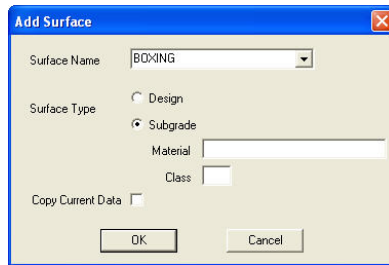 Add Surface
Surface Name BOXING
Design
Surface Type
Subgrade
Material
Class
Copy Current Data
OK Cancel